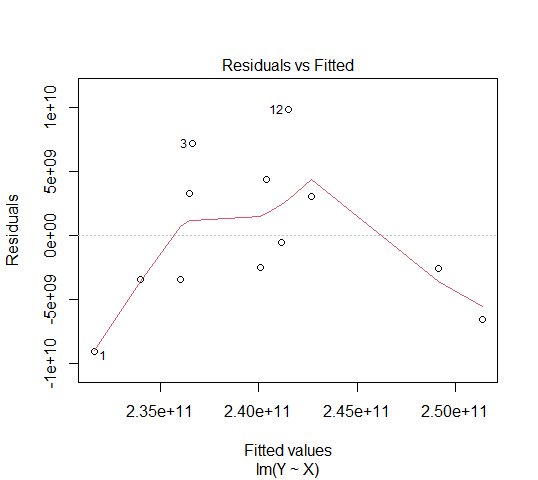 Residuals vs Fitted
1e+10
5e+09
0e+00
-5e+09
-1e+10
Residuals
12
3
1
2.35e+11 2.40e+11 2.45e+11 2.50e+11
Fitted values
lm(Y ~ X)